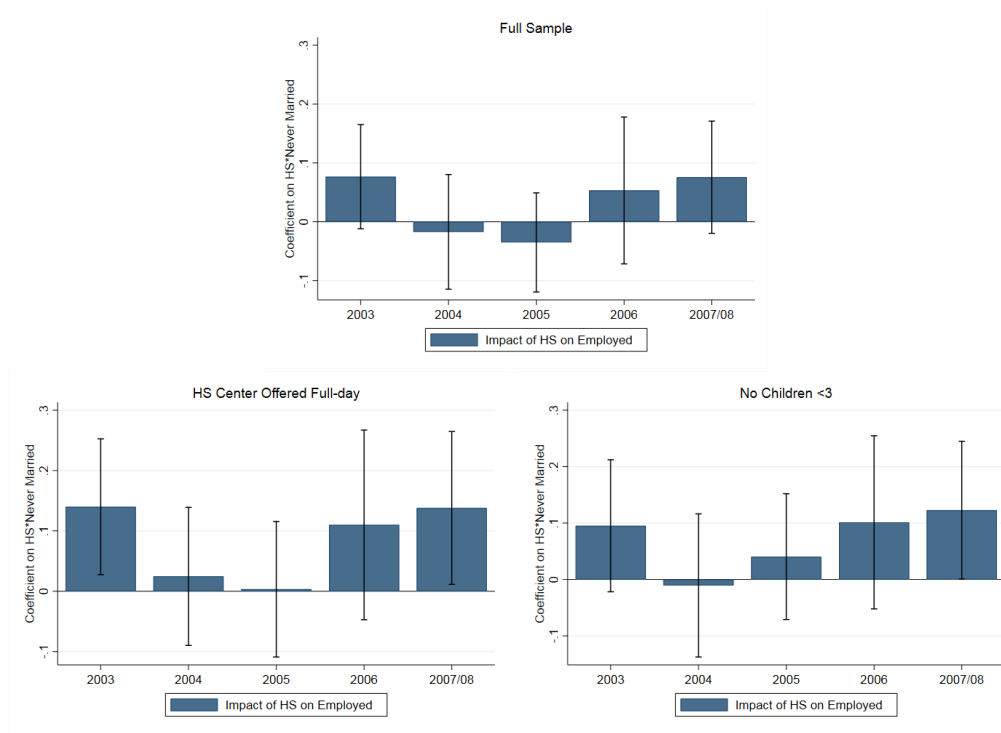 Full Sample
Coefficient on HS*Never Married
.3
.2
.1
0
-.1
2003 2004 2005 2006 2007/08
Impact of HS on Employed
HS Center Offered Full-day
Coefficient on HS*Never Married
.3
.2
.1
0
-.1
2003 2004 2005 2006 2007/08
Impact of HS on Employed
No Children <3
Coefficient on HS*Never Married
.3
.2
.1
0
-.1
2003 2004 2005 2006 2007/08
Impact of HS on Employed